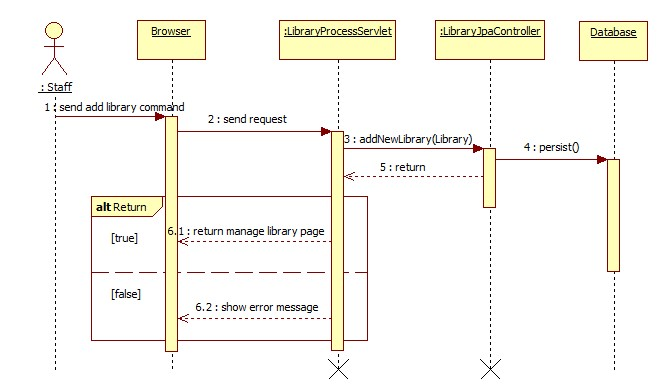 Browser
:LibraryProcessServlet
:LibraryJpaController
Database
: Staff
1 : send add library command
2 : send request
3 : addNewLibrary(Library)
4 : persist()
5 : return
alt Return
6.1 : return manage library page
[true]
[false]
6.2 : show error message